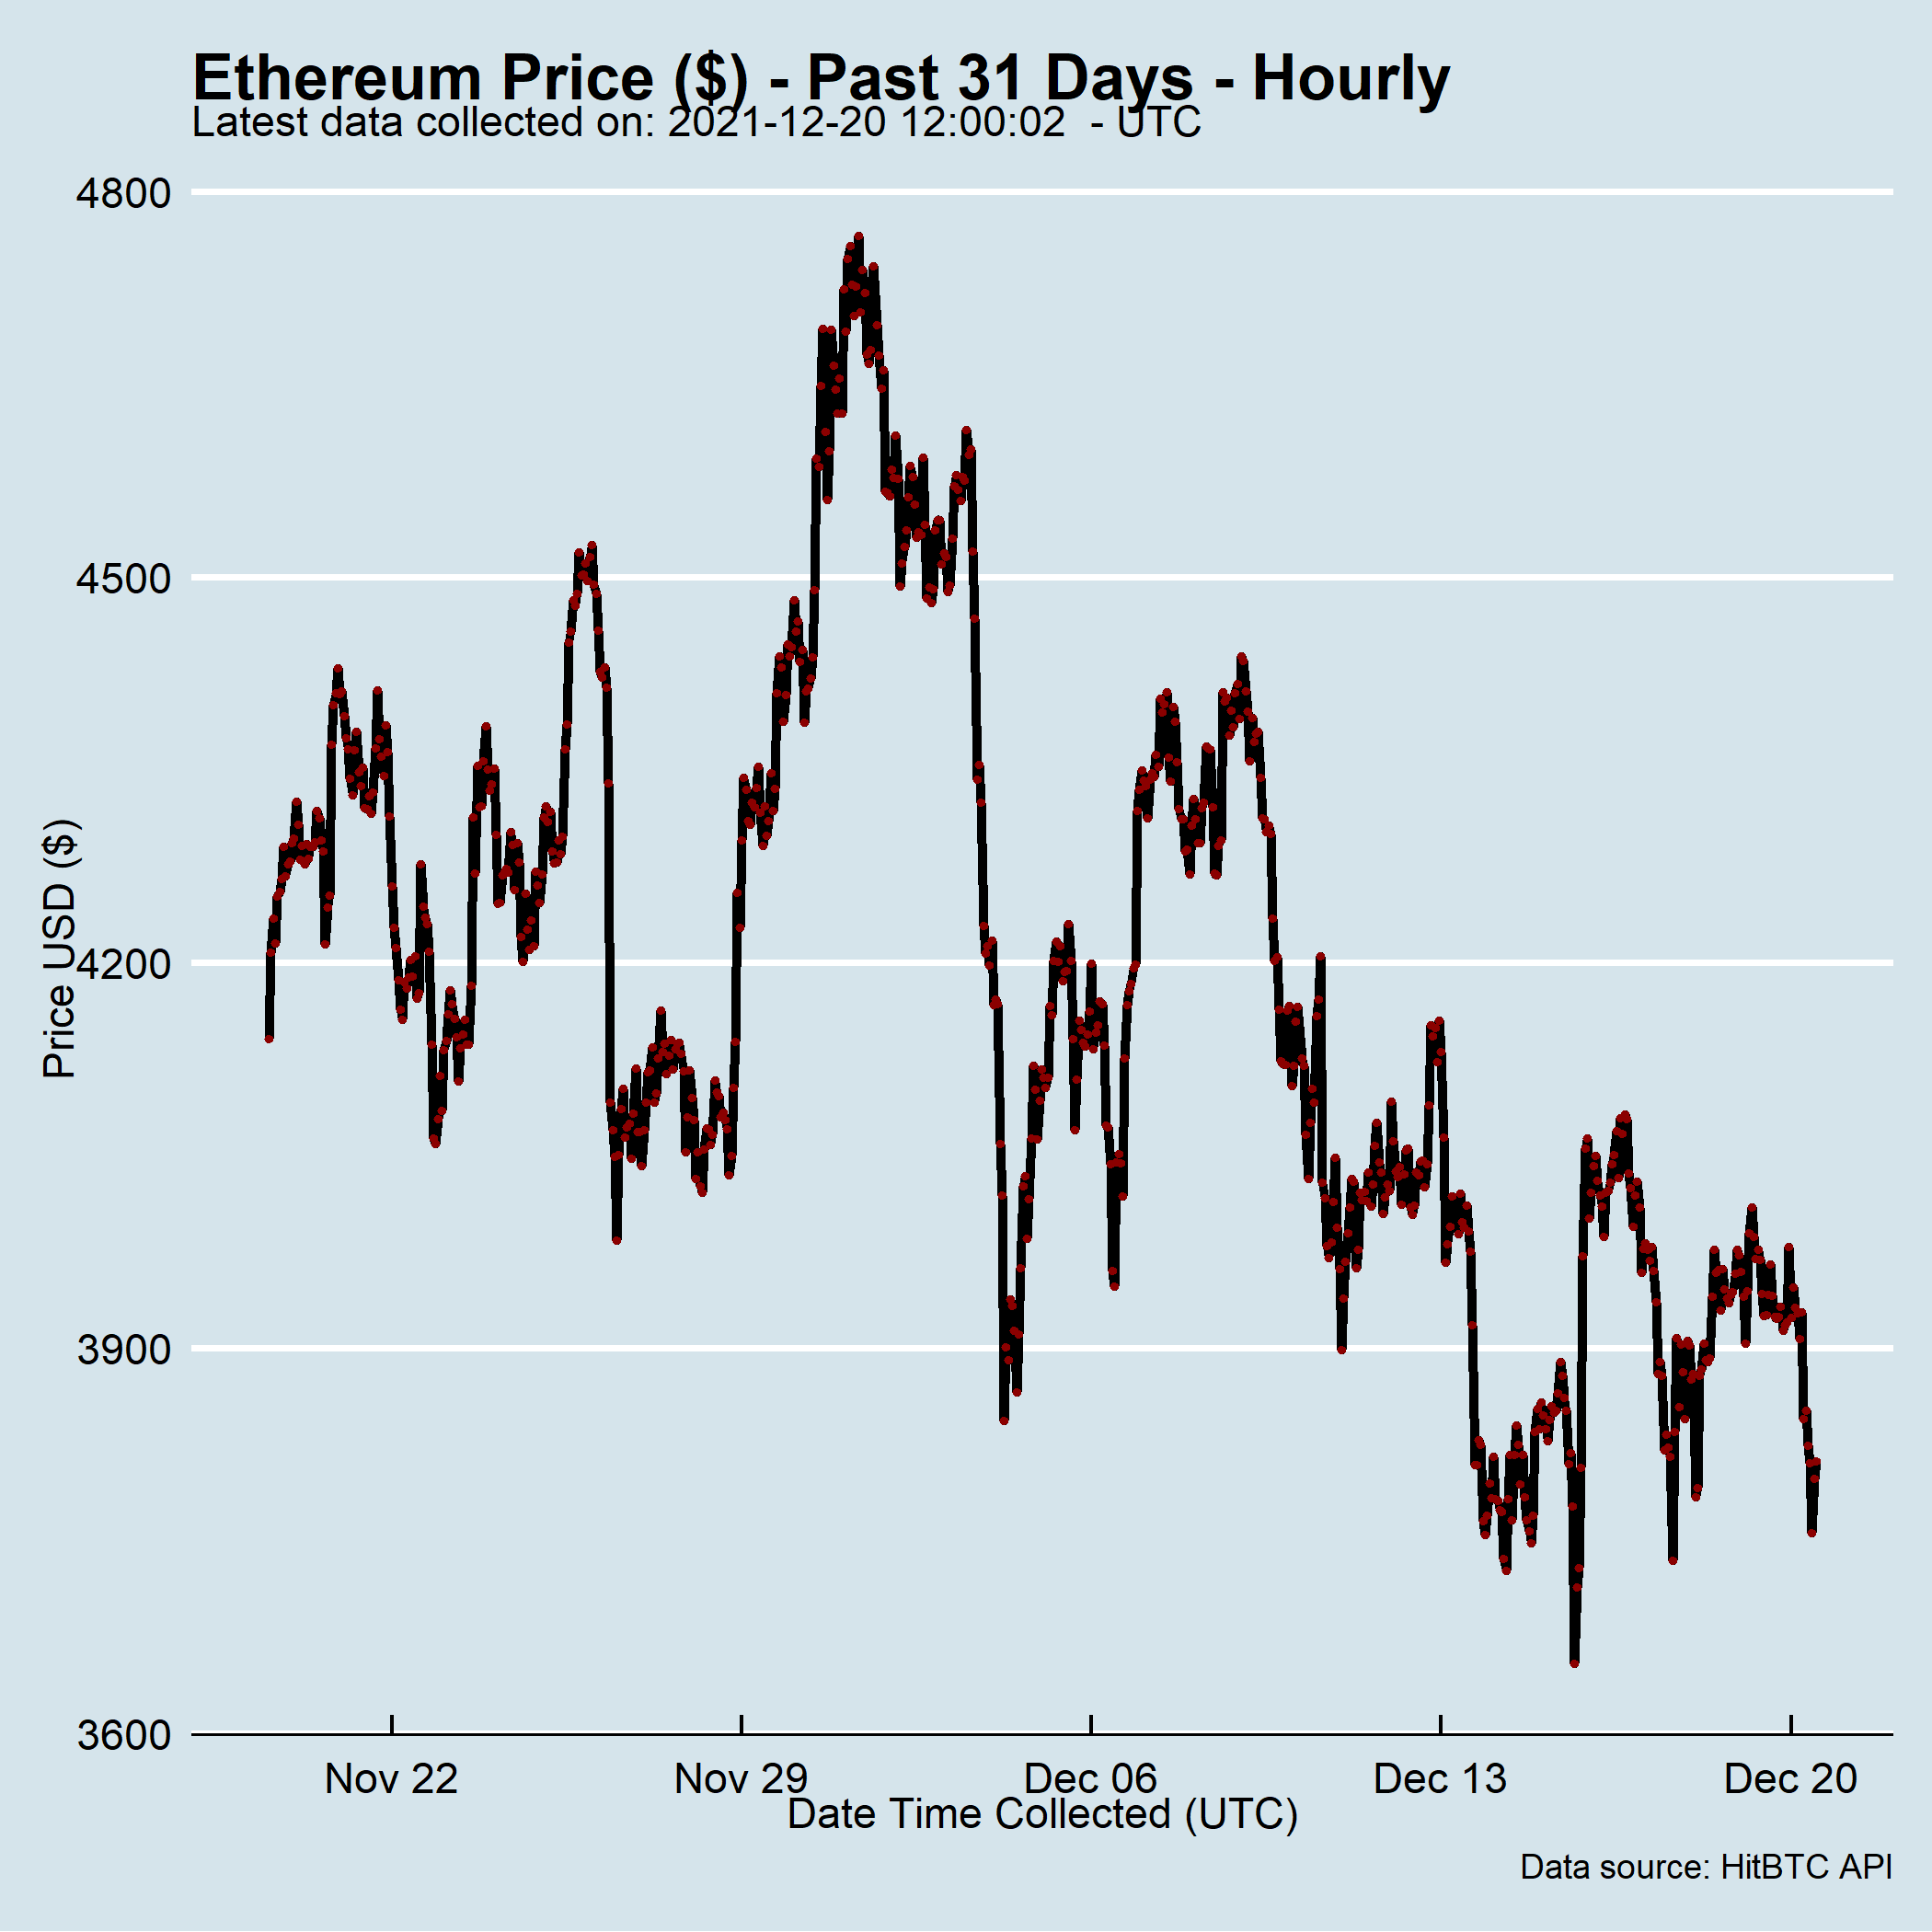 Ethereum Price ($) - Past 31 Days - Hourly
Latest data collected on: 2021-12-20 12:00:02  - UTC
4800
4500
4200
3900
3600
Price USD ($)
Nov 22
Nov 29
Dec 06
Dec 13
Dec 20
Date Time Collected (UTC)
Data source: HitBTC API